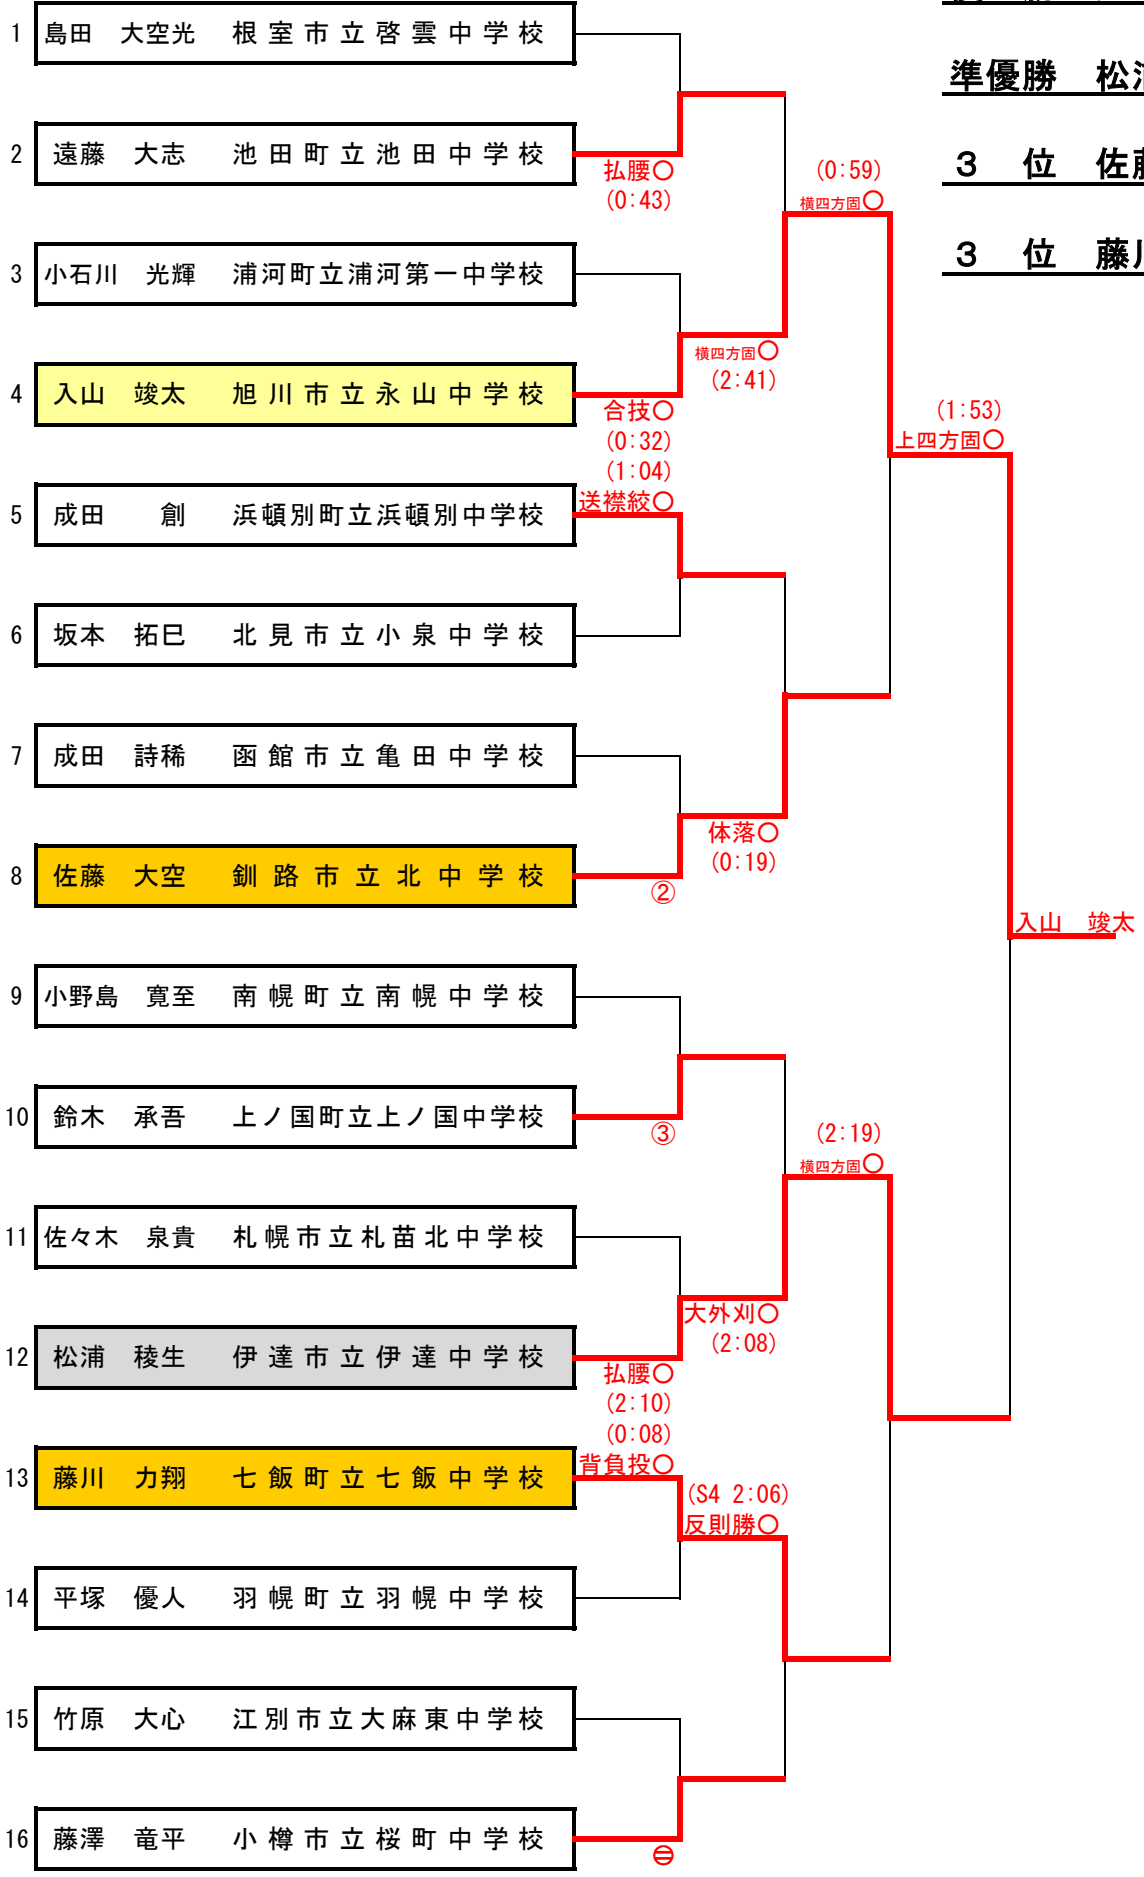 準優勝　松
３　位　佐
３　位　藤
1 島田　大空光　根室市立啓雲中学校
2 遠藤　大志　池田町立池田中学校
払腰○
(0:43)
(0:59)
横四方固○
3 小石川　光輝　浦河町立浦河第一中学校
横四方固○
(2:41)
4 入山　竣太　旭川市立永山中学校
合技○
(0:32)
(1:53)
上四方固○
(1:04)
送襟絞○
5 成田　創　浜頓別町立浜頓別中学校
6 坂本　拓巳　北見市立小泉中学校
7 成田　詩稀　函館市立亀田中学校
体落○
(0:19)
8 佐藤　大空　釧路市立北中学校
②
入山　竣太
9 小野島　寛至　南幌町立南幌中学校
10 鈴木　承吾　上ノ国町立上ノ国中学校
③
(2:19)
横四方固○
11 佐々木　泉貴　札幌市立札苗北中学校
大外刈○
(2:08)
12 松浦　稜生　伊達市立伊達中学校
払腰○
(2:10)
(0:08)
背負投○
13 藤川　力翔　七飯町立七飯中学校
(S4 2:06)
反則勝○
14 平塚　優人　羽幌町立羽幌中学校
15 竹原　大心　江別市立大麻東中学校
16 藤澤　竜平　小樽市立桜町中学校